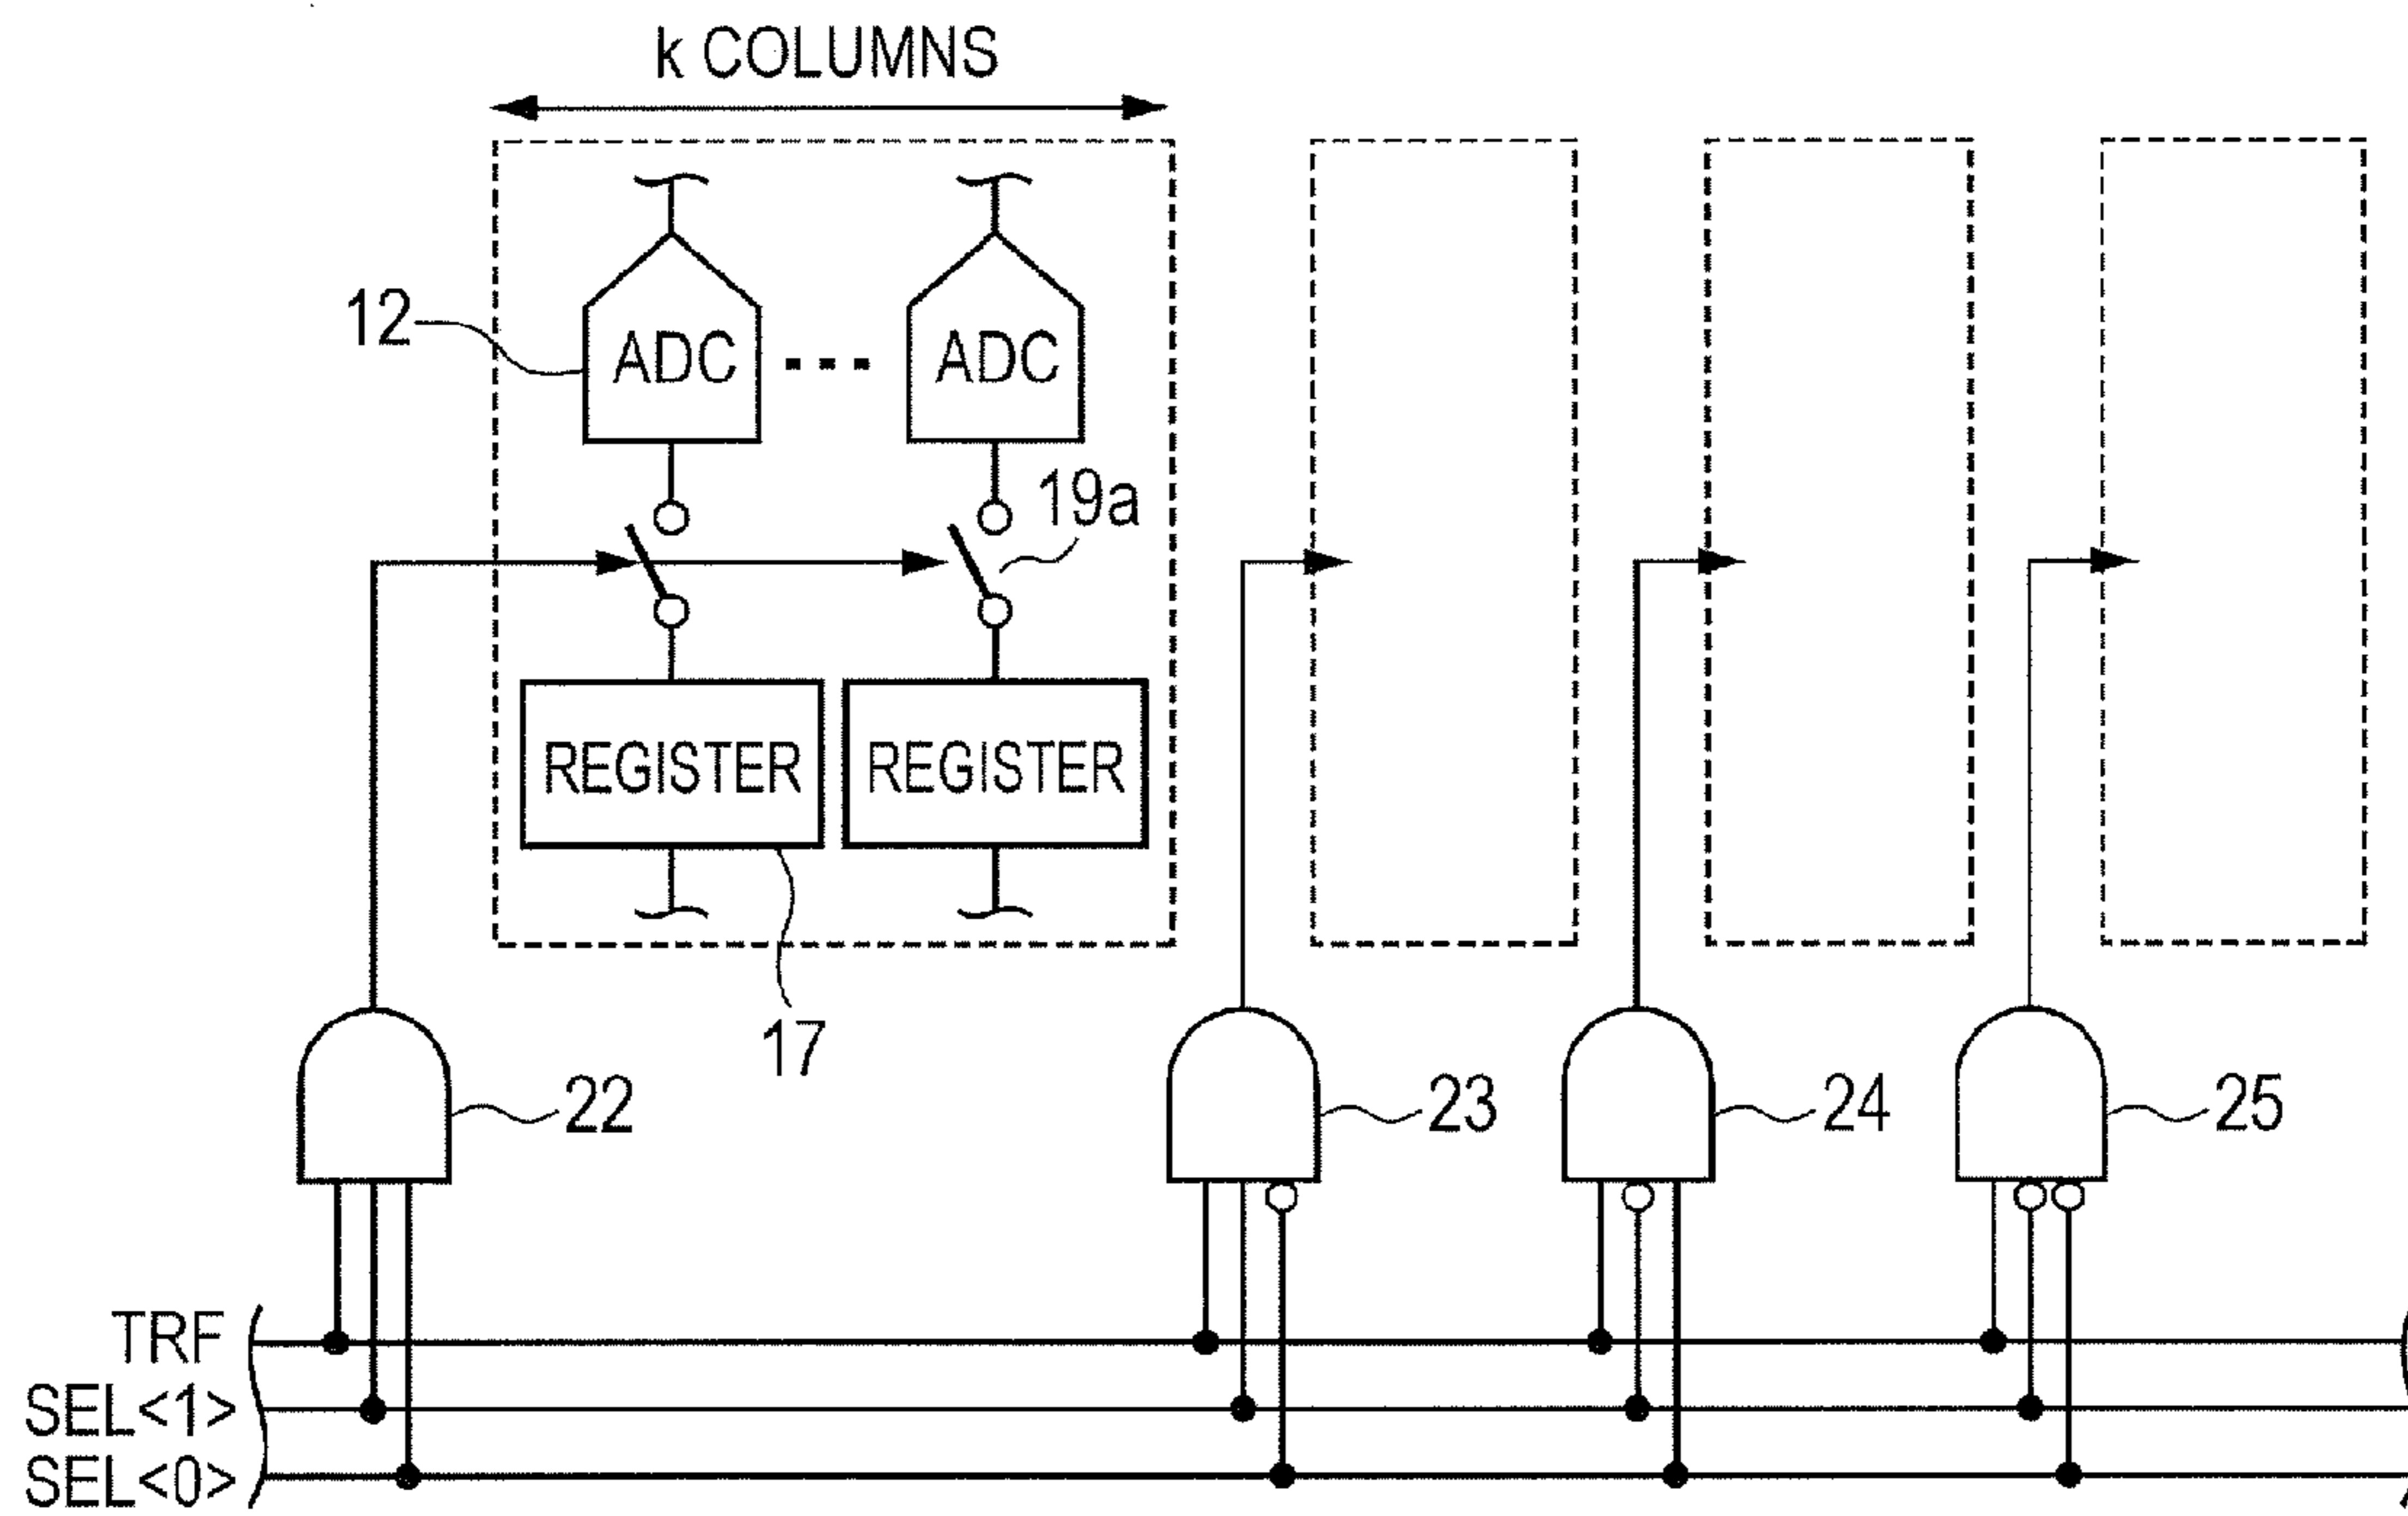 k COLUMNS
12
ADC
ADC
19a
REGISTER
REGISTER
17
22
23
24
25
TRF
SEL<1>
SEL<0>